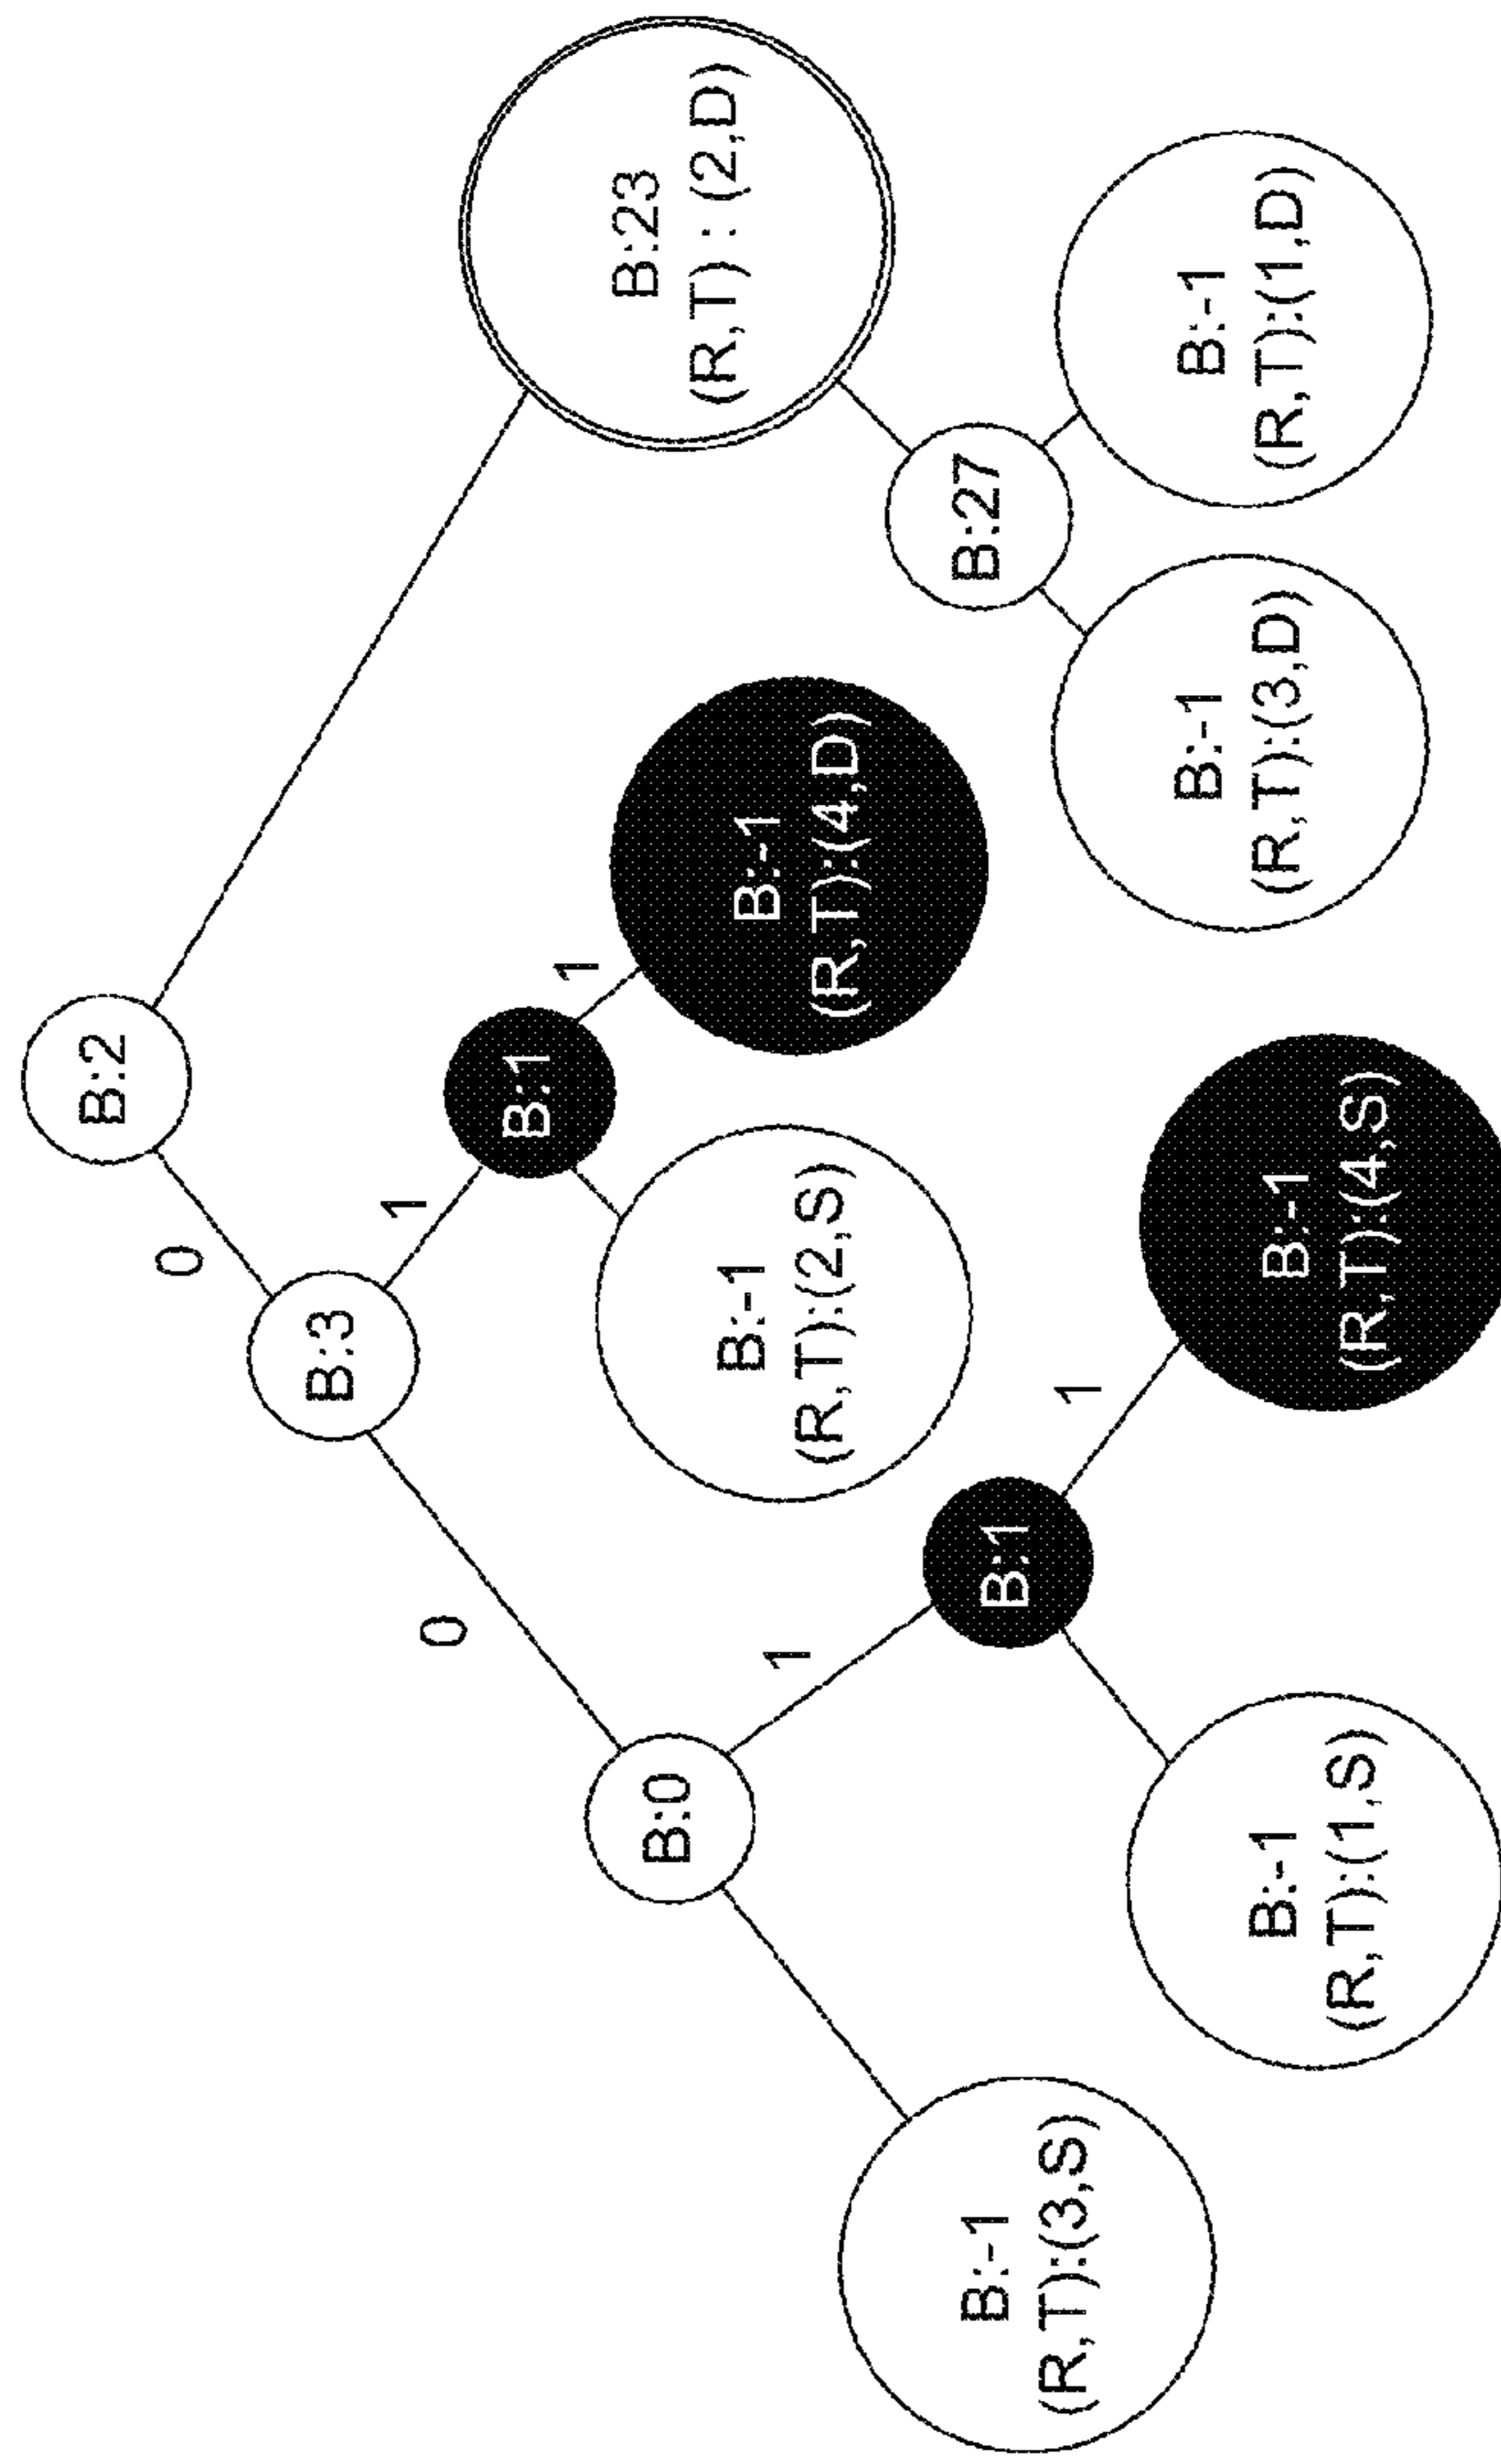 B:2
0
B:3
1
0
B:1
1
B:23
(R,T) : (2,D)
B:0
B:-1
(R,T):(2,S)
B:-1
(R,T):(4,D)
1
B:27
B:-1
(R,T):(3,S)
B:1
1
B:-1
(R,T):(3,D)
B:-1
(R,T):(1,D)
B:-1
(R,T):(1,S)
B:-1
(R,T):(4,S)